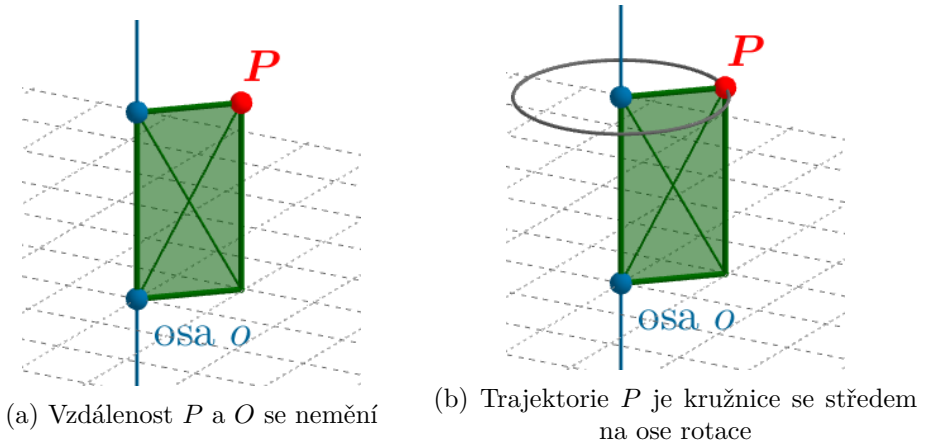 P
osa o
(a) Vzdálenost P a O se nemění
P
osa o
(b) Trajektorie P je kružnice se středem
na ose rotace